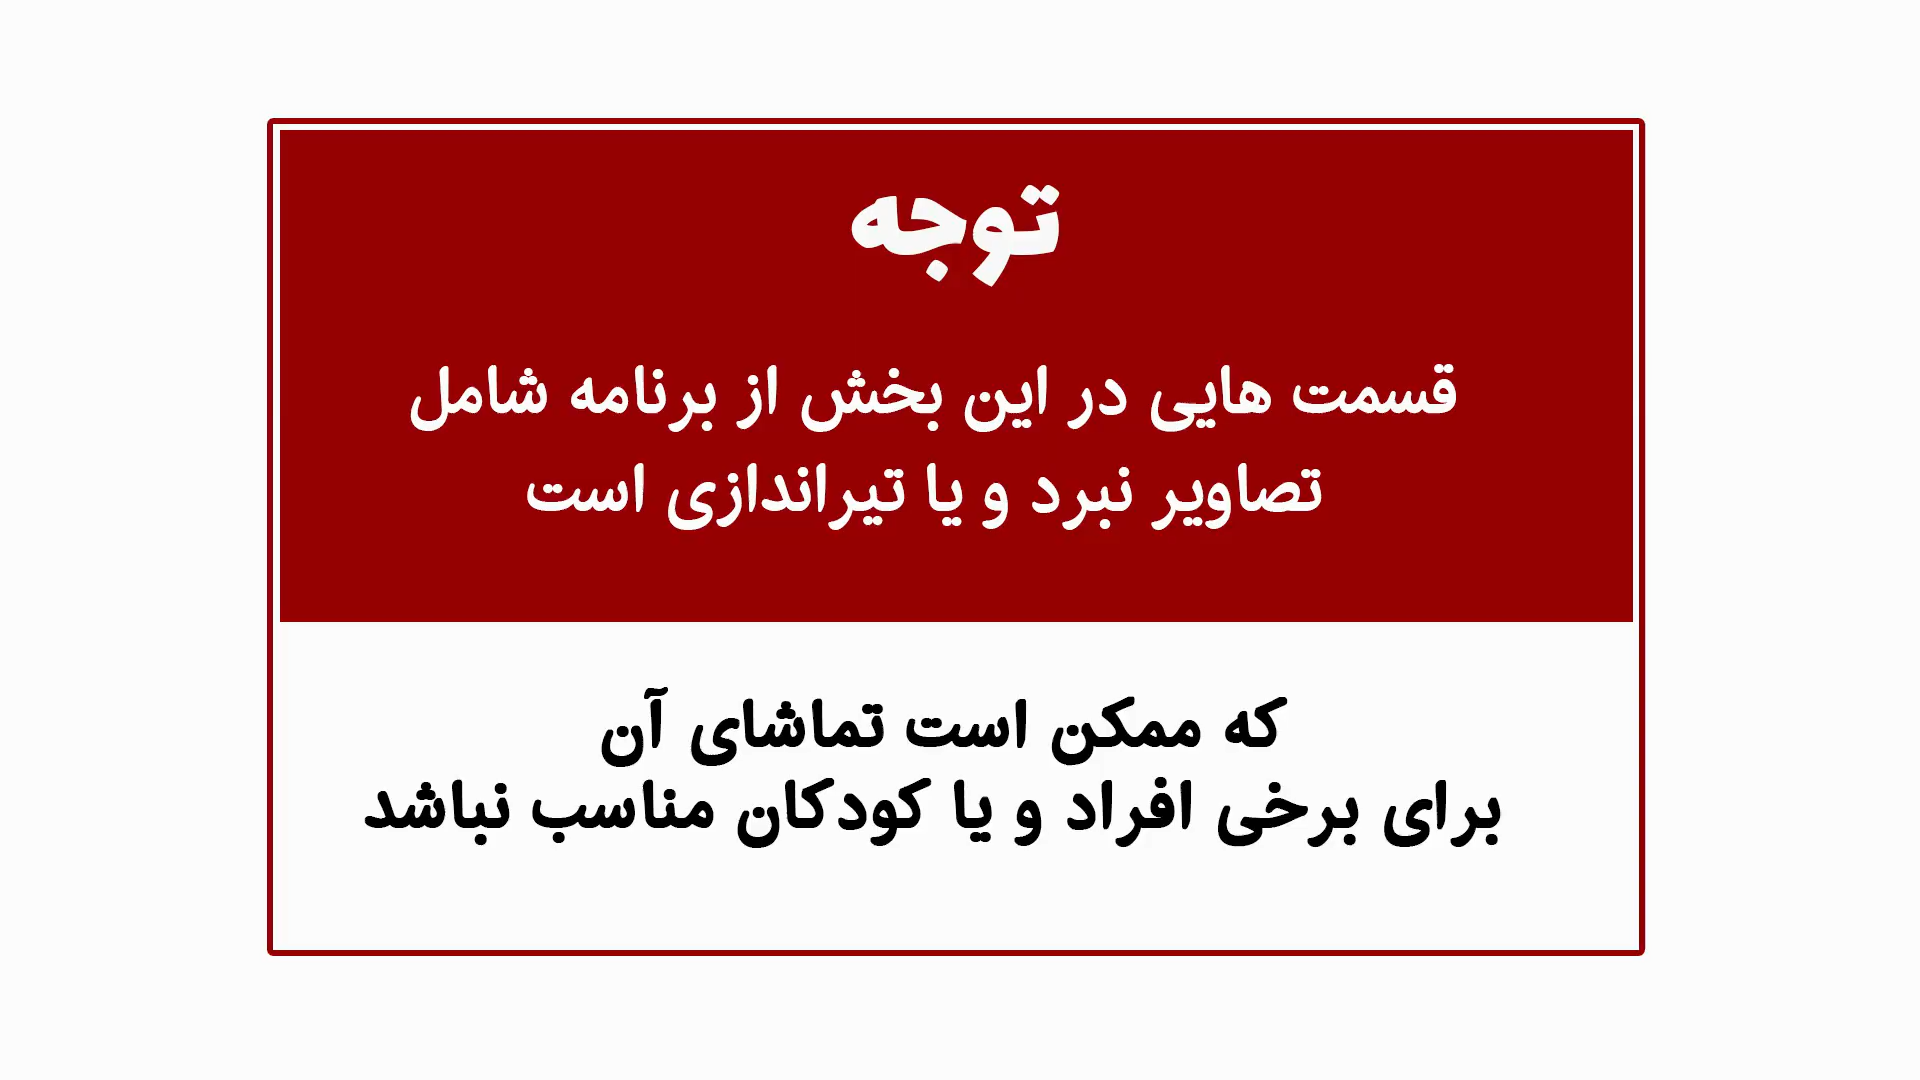 توجه
قسمت هایی در این بخش از برنامه شامل
تصاویر نبرد و یا تیراندازی است
که ممکن است تماشای آن
برای برخی افراد و یا کودکان مناسب نباشد